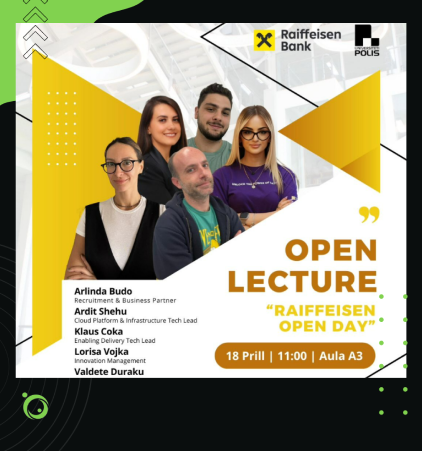 Raiffeisen
Bank
UNIVERSITETI
POLIS
OPEN
LECTURE
"RAIFFEISEN
OPEN DAY"
18 Prill | 11:00 | Aula A3
Arlinda Budo
Recruitment & Business Partner
Ardit Shehu
Cloud Platform & Infrastructure Tech Lead
Klaus Coka
Enabling Delivery Tech Lead
Lorisa Vojka
Innovation Management
Valdete Duraku